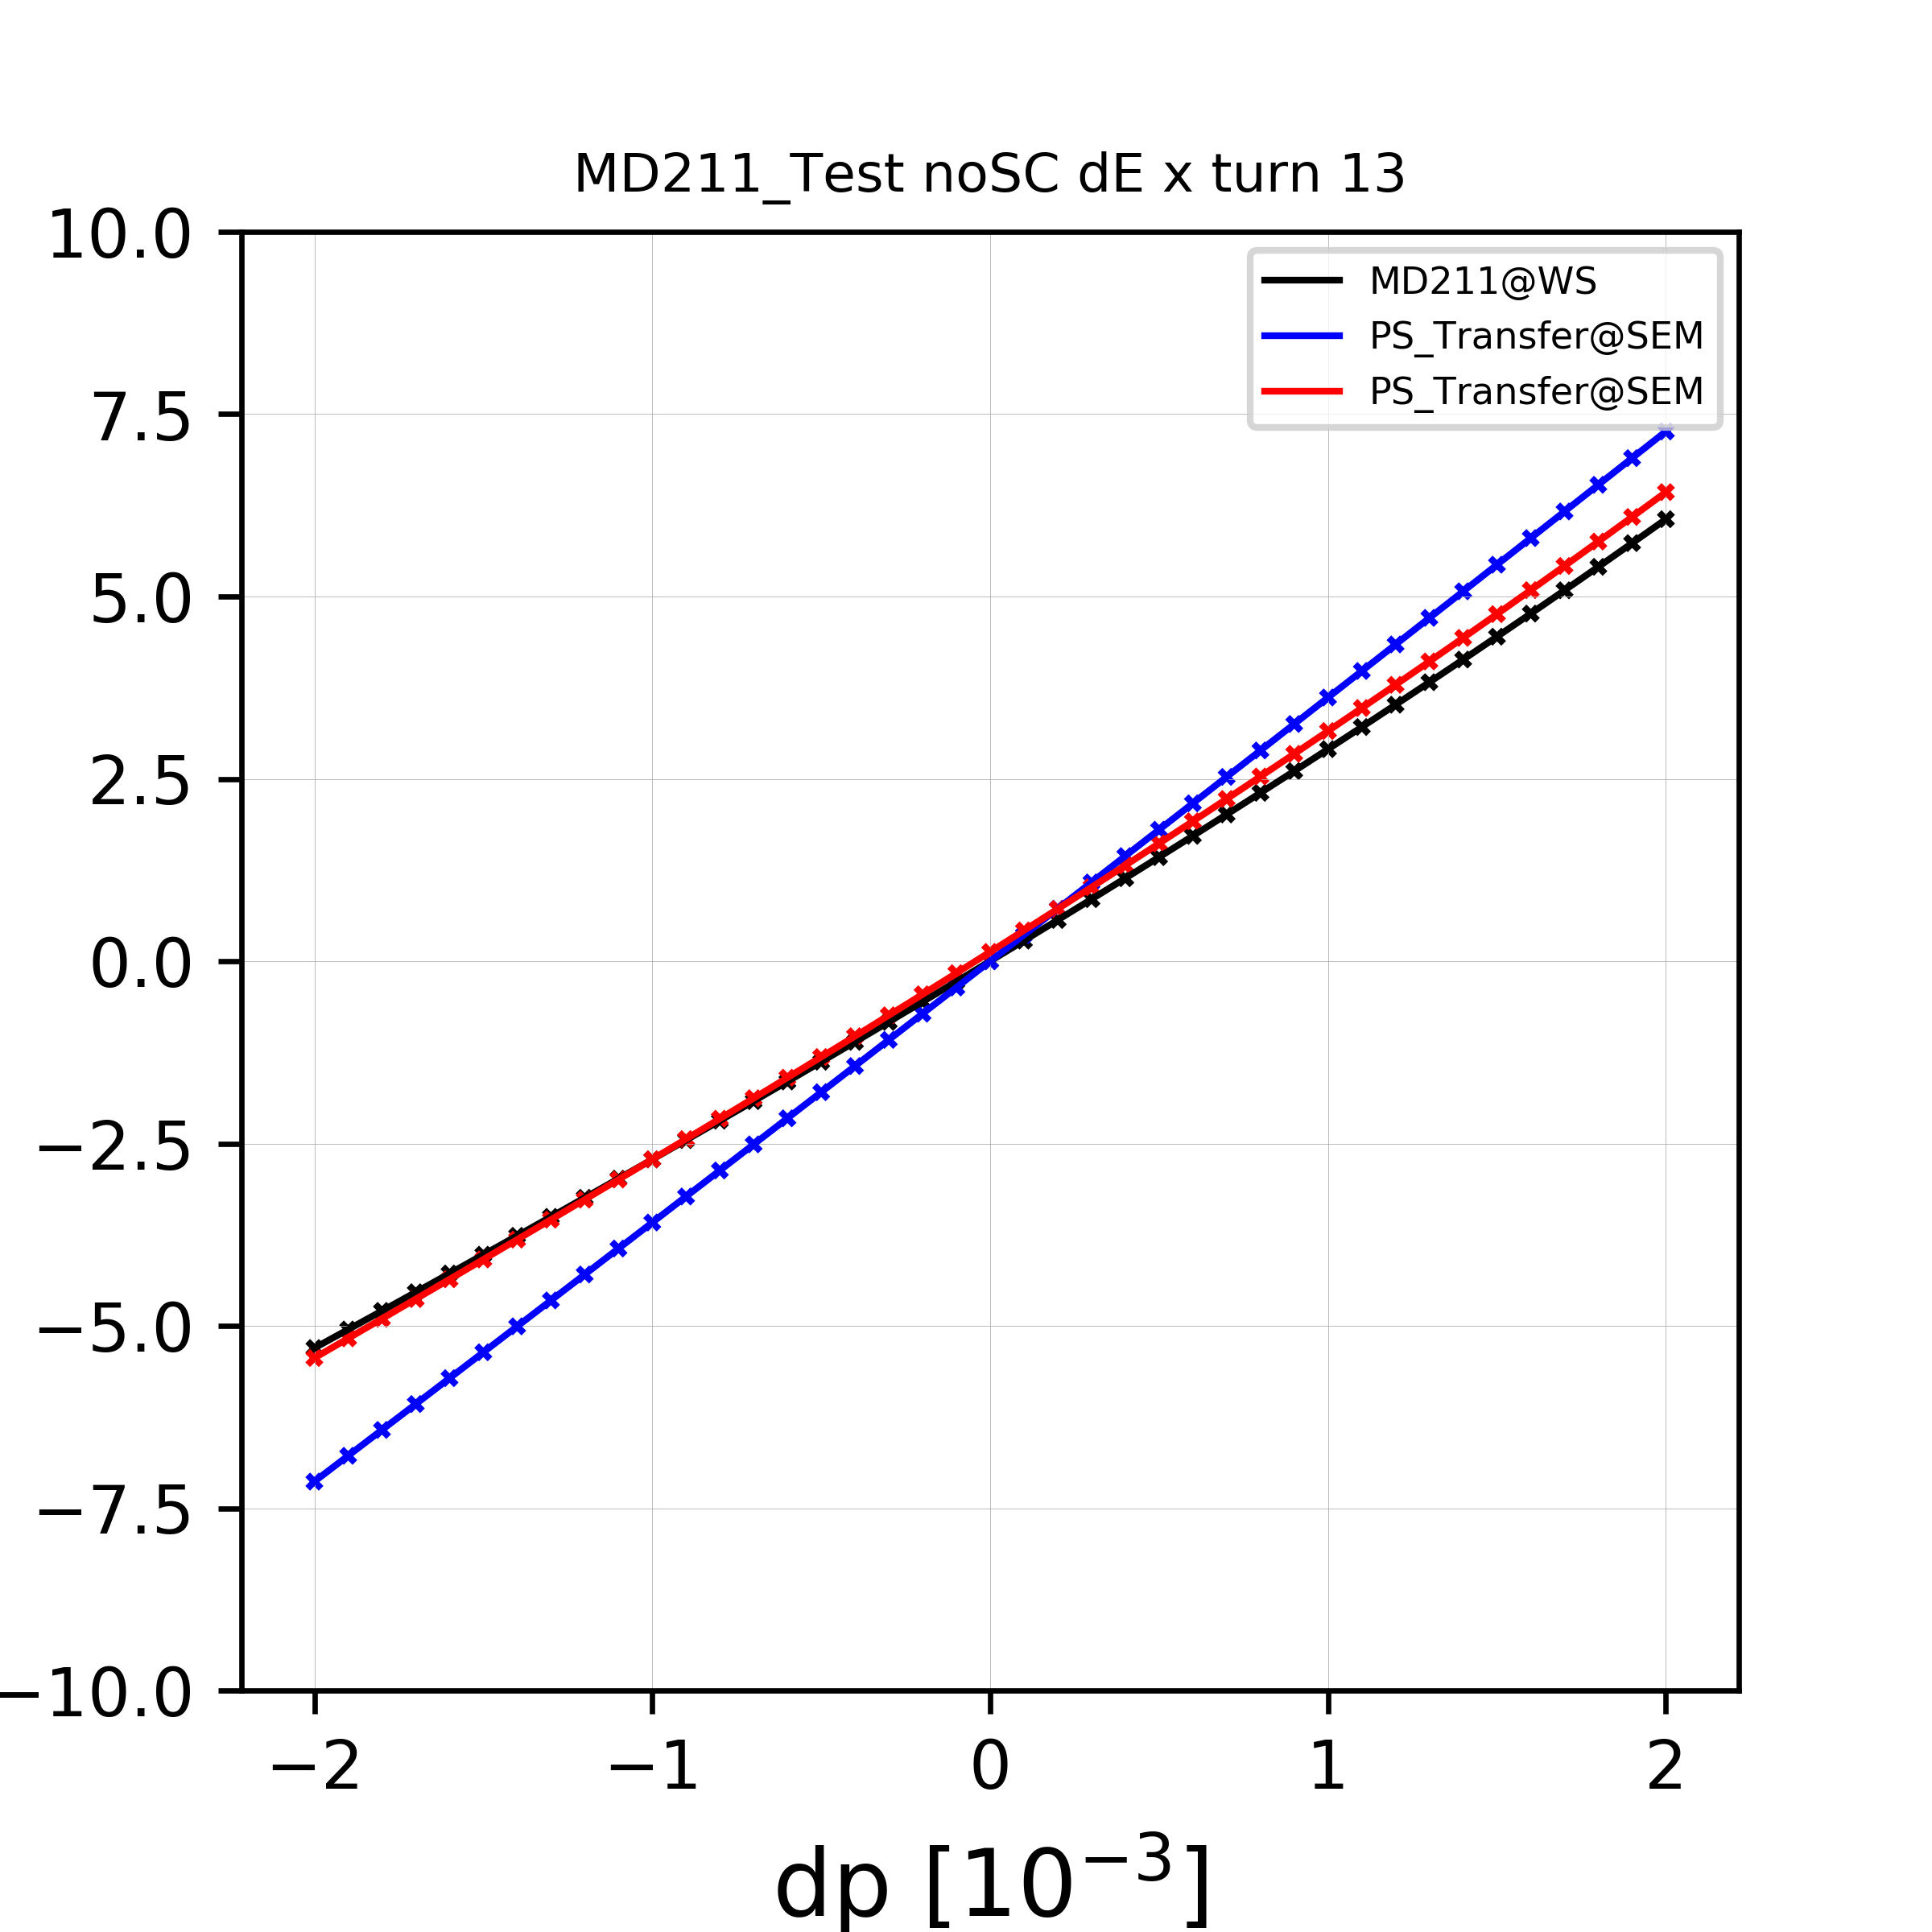 MD211_Test noSC dE x turn 13
10.0
7.5
5.0
2.5
0.0
−2.5
−5.0
−7.5
−10.0
MD211@WS
PS_Transfer@SEM
PS_Transfer@SEM
−2 −1 0 1 2
dp [10⁻³]